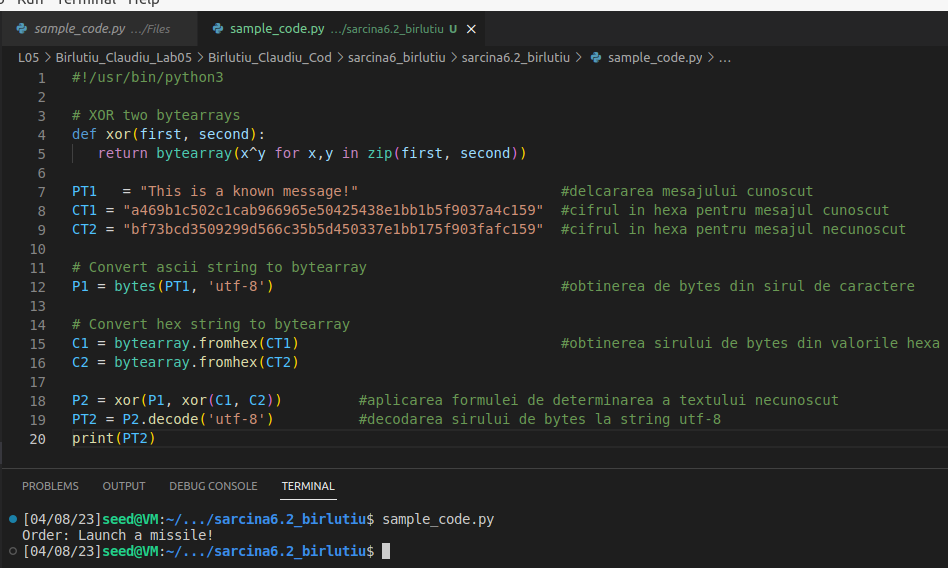 Run Terminal Help
sample_code.py .../Files sample_code.py .../sarcina6.2_birlutiu U
L05 > Birlutiu_Claudiu_Lab05 > Birlutiu_Claudiu_Cod > sarcina6_birlutiu > sarcina6.2_birlutiu > sample_code.py > ...
1 #!/usr/bin/python3
2
3 # XOR two bytearrays
4 def xor(first, second):
5 return bytearray(x^y for x,y in zip(first, second))
6
7 PT1 = "This is a known message!" #delcararea mesajului cunoscut
8 CT1 = "a469b1c502c1cab966965e50425438e1bb1b5f9037a4c159" #cifrul in hexa pentru mesajul cunoscut
9 CT2 = "bf73bcd3509299d566c35b5d450337e1bb175f903fafc159" #cifrul in hexa pentru mesajul necunoscut
10
11 # Convert ascii string to bytearray
12 P1 = bytes(PT1, 'utf-8') #obtinerea de bytes din sirul de caractere
13
14 # Convert hex string to bytearray
15 C1 = bytearray.fromhex(CT1) #obtinerea sirului de bytes din valorile hexa
16 C2 = bytearray.fromhex(CT2)
17
18 P2 = xor(P1, xor(C1, C2)) #aplicarea formulei de determinarea a textului necunoscut
19 PT2 = P2.decode('utf-8') #decodarea sirului de bytes la string utf-8
20 print(PT2)
PROBLEMS OUTPUT DEBUG CONSOLE TERMINAL
[04/08/23]seed@VM:~/.../sarcina6.2_birlutiu$ sample_code.py
Order: Launch a missile!
[04/08/23]seed@VM:~/.../sarcina6.2_birlutiu$